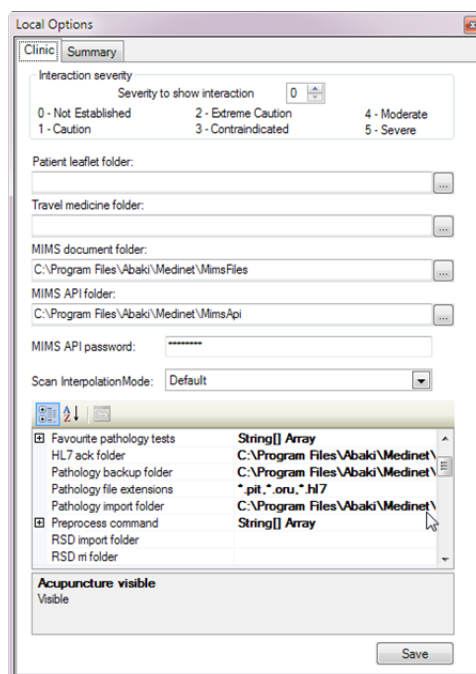 Local Options
Clinic Summary
Interaction severity
Severity to show interaction 0
0 - Not Established 2 - Extreme Caution 4 - Moderate
1 - Caution 3 - Contraindicated 5 - Severe
Patient leaflet folder:
...
Travel medicine folder:
...
MIMS document folder:
C:\Program Files\Abaki\Medinet\MimsFiles ...
MIMS API folder:
C:\Program Files\Abaki\Medinet\MimsApi ...
MIMS API password: ********
Scan InterpolationMode: Default
Favourite pathology tests String[] Array
HL7 ack folder C:\Program Files\Abaki\Medinet\
Pathology backup folder C:\Program Files\Abaki\Medinet\
Pathology file extensions *.pit,*.oru,*.hl7
Pathology import folder C:\Program Files\Abaki\Medinet\
Preprocess command String[] Array
RSD import folder
RSD rri folder
Acupuncture visible
Visible
Save